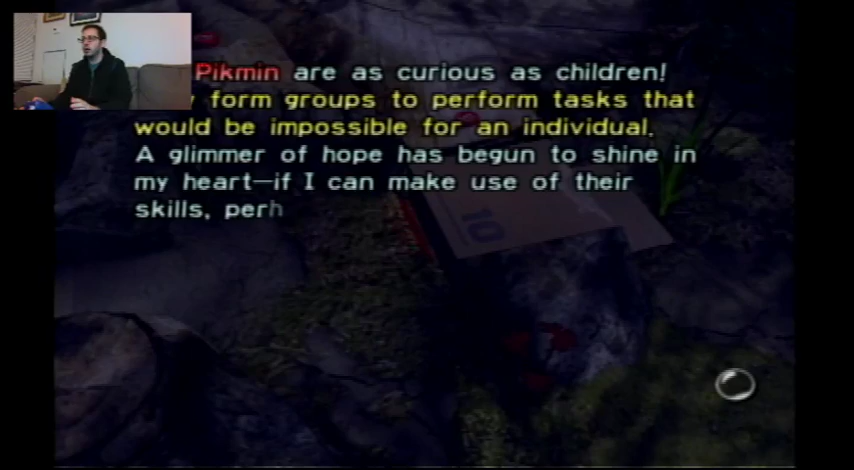 Pikmin are as curious as children!
form groups to perform tasks that
would be impossible for an individual.
A glimmer of hope has begun to shine in
my heart—if I can make use of their
skills, perh
10